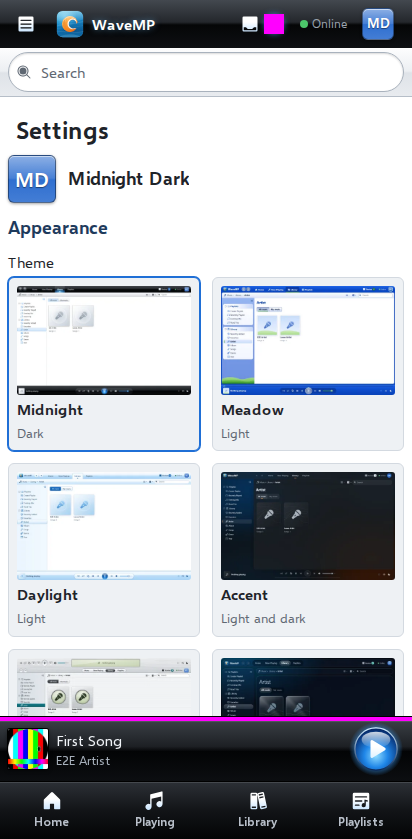 WaveMP
Online
MD
Search
Settings
MD
Midnight Dark
Appearance
Theme
Midnight
Dark
Meadow
Light
Daylight
Light
Accent
Light and dark
First Song
E2E Artist
Home
Playing
Library
Playlists